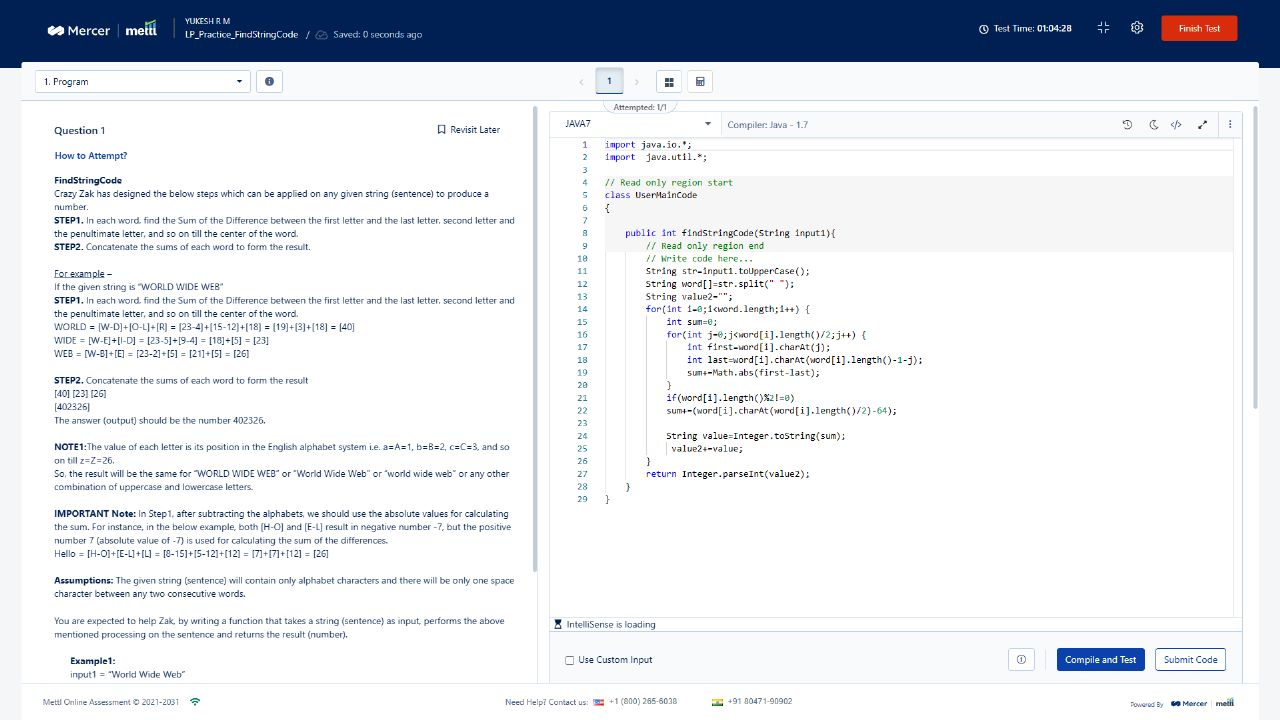 Mercer | mettl
YUKESH R M
LP_Practice_FindStringCode / Saved: 0 seconds ago
Test Time: 01:04:28
Finish Test
1. Program
1
Attempted: 1/1
Question 1
Revisit Later
How to Attempt?
FindStringCode
Crazy Zak has designed the below steps which can be applied on any given string (sentence) to produce a
number.
STEP1. In each word, find the Sum of the Difference between the first letter and the last letter, second letter and
the penultimate letter, and so on till the center of the word.
STEP2. Concatenate the sums of each word to form the result.
For example –
If the given string is “WORLD WIDE WEB”
STEP1. In each word, find the Sum of the Difference between the first letter and the last letter, second letter and
the penultimate letter, and so on till the center of the word.
WORLD = [W-D]+[O-L]+[R] = [23-4]+[15-12]+[18] = [19]+[3]+[18] = [40]
WIDE = [W-E]+[I-D] = [23-5]+[9-4] = [18]+[5] = [23]
WEB = [W-B]+[E] = [23-2]+[5] = [21]+[5] = [26]
STEP2. Concatenate the sums of each word to form the result
[40] [23] [26]
[402326]
The answer (output) should be the number 402326.
NOTE1:The value of each letter is its position in the English alphabet system i.e. a=A=1, b=B=2, c=C=3, and so
on till z=Z=26.
So, the result will be the same for “WORLD WIDE WEB” or “World Wide Web” or “world wide web” or any other
combination of uppercase and lowercase letters.
IMPORTANT Note: In Step1, after subtracting the alphabets, we should use the absolute values for calculating
the sum. For instance, in the below example, both [H-O] and [E-L] result in negative number -7, but the positive
number 7 (absolute value of -7) is used for calculating the sum of the differences.
Hello = [H-O]+[E-L]+[L] = [8-15]+[5-12]+[12] = [7]+[7]+[12] = [26]
Assumptions: The given string (sentence) will contain only alphabet characters and there will be only one space
character between any two consecutive words.
You are expected to help Zak, by writing a function that takes a string (sentence) as input, performs the above
mentioned processing on the sentence and returns the result (number).
Example1:
input1 = “World Wide Web”
JAVA7
Compiler: Java - 1.7
1 import java.io.*;
2 import  java.util.*;
3
4 // Read only region start
5 class UserMainCode
6 {
7
8     public int findStringCode(String input1){
9         // Read only region end
10         // Write code here...
11         String str=input1.toUpperCase();
12         String word[]=str.split(" ");
13         String value2="";
14         for(int i=0;i<word.length;i++) {
15             int sum=0;
16             for(int j=0;j<word[i].length()/2;j++) {
17                 int first=word[i].charAt(j);
18                 int last=word[i].charAt(word[i].length()-1-j);
19                 sum+=Math.abs(first-last);
20             }
21             if(word[i].length()%2!=0)
22             sum+=(word[i].charAt(word[i].length()/2)-64);
23
24             String value=Integer.toString(sum);
25              value2+=value;
26         }
27         return Integer.parseInt(value2);
28     }
29 }
IntelliSense is loading
Use Custom Input
Compile and Test
Submit Code
Mettl Online Assessment © 2021-2031
Need Help? Contact us: +1 (800) 265-6038
+91 80471-90902
Powered By Mercer | mettl